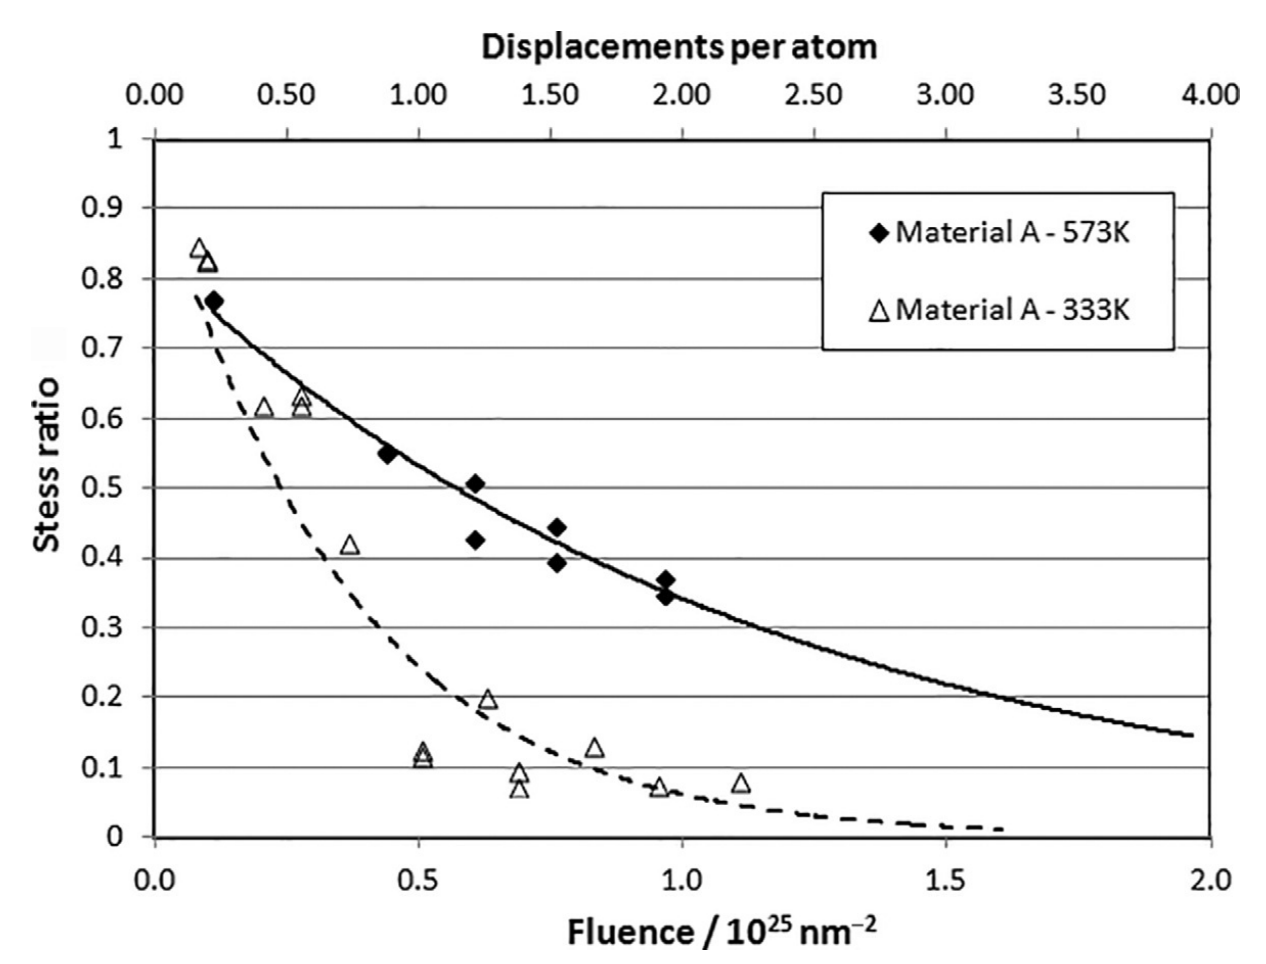 Displacements per atom
0.00 0.50 1.00 1.50 2.00 2.50 3.00 3.50 4.00
1
0.9
0.8
0.7
0.6
0.5
0.4
0.3
0.2
0.1
0
Stess ratio
Material A - 573K
Material A - 333K
0.0 0.5 1.0 1.5 2.0
Fluence / 10²⁵ nm⁻²